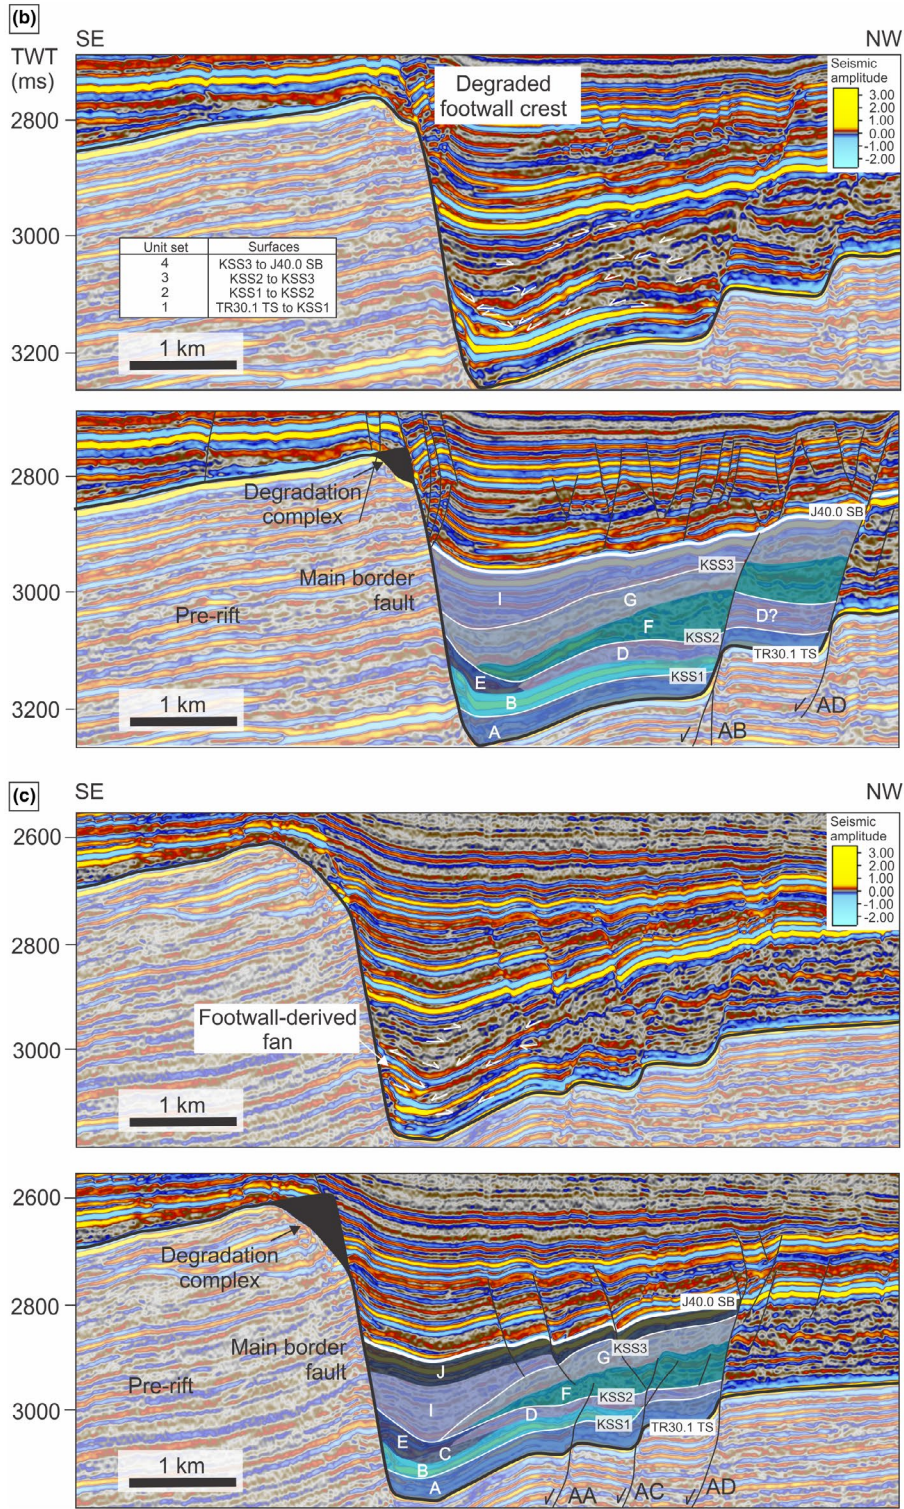 (b)
SE
NW
TWT
(ms)
Degraded
footwall crest
Seismic
amplitude
3.00
2.00
1.00
0.00
-1.00
-2.00
2800
3000
3200
Unit set Surfaces
4 KSS3 to J40.0 SB
3 KSS2 to KSS3
2 KSS1 to KSS2
1 TR30.1 TS to KSS1
1 km
2800
3000
3200
Degradation
complex
J40.0 SB
Main border
fault
Pre-rift
KSS3
I
G
F
KSS2
D?
D
TR30.1 TS
E
KSS1
B
A
AB
AD
1 km
(c)
SE
NW
2600
2800
3000
Seismic
amplitude
3.00
2.00
1.00
0.00
-1.00
-2.00
Footwall-derived
fan
1 km
2600
2800
3000
Degradation
complex
J40.0 SB
Main border
fault
Pre-rift
KSS3
G
J
F
KSS2
I
D
KSS1
TR30.1 TS
E
C
B
A
AA
AC
AD
1 km